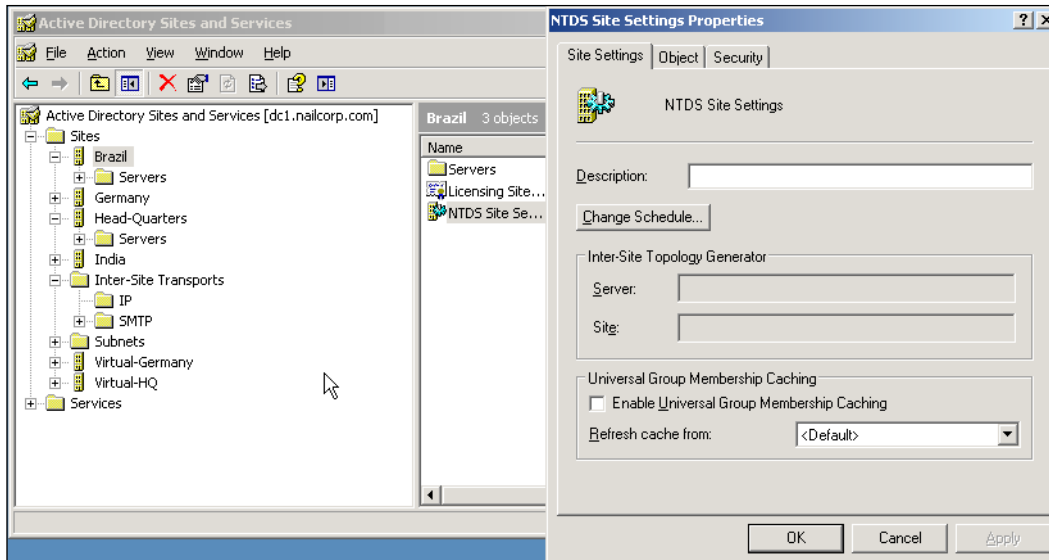 Active Directory Sites and Services
File Action View Window Help
Active Directory Sites and Services [dc1.nailcorp.com]
Sites
Brazil
Servers
Germany
Head-Quarters
Servers
India
Inter-Site Transports
IP
SMTP
Subnets
Virtual-Germany
Virtual-HQ
Services
Brazil 3 objects
Name
Servers
Licensing Site...
NTDS Site Se...
NTDS Site Settings Properties
Site Settings Object Security
NTDS Site Settings
Description:
Change Schedule...
Inter-Site Topology Generator
Server:
Site:
Universal Group Membership Caching
Enable Universal Group Membership Caching
Refresh cache from: <Default>
OK Cancel Apply